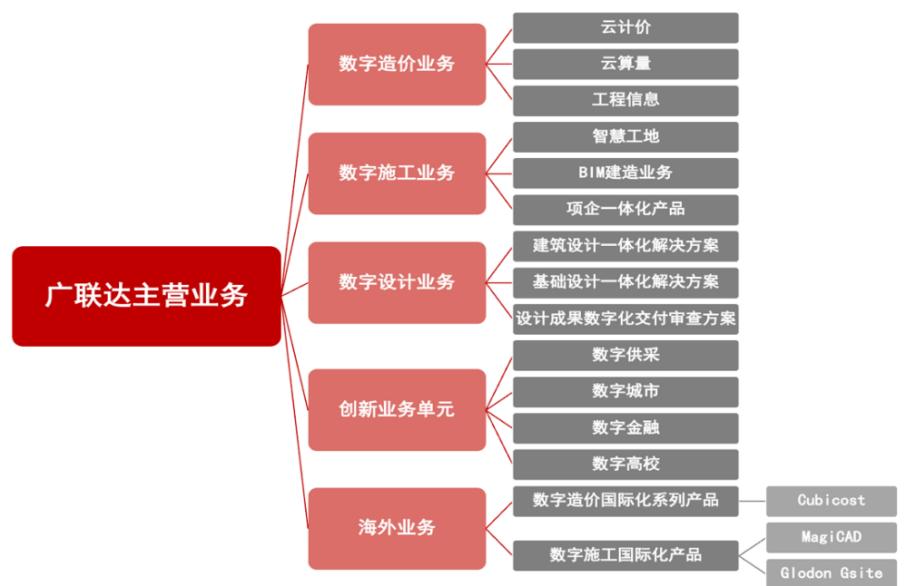 广联达主营业务
数字造价业务
云计价
云算量
工程信息
数字施工业务
智慧工地
BIM建造业务
项企一体化产品
数字设计业务
建筑设计一体化解决方案
基础设计一体化解决方案
设计成果数字化交付审查方案
创新业务单元
数字供采
数字城市
数字金融
数字高校
海外业务
数字造价国际化系列产品
Cubicost
数字施工国际化产品
MagiCAD
Glodon Gsite